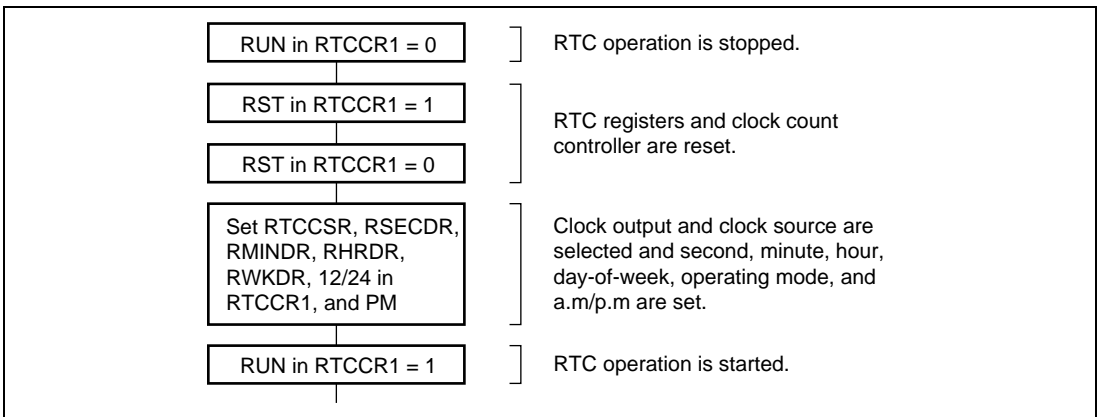 RUN in RTCCR1 = 0
RTC operation is stopped.
RST in RTCCR1 = 1
RST in RTCCR1 = 0
RTC registers and clock count
controller are reset.
Set RTCCSR, RSECDR,
RMINDR, RHRDR,
RWKDR, 12/24 in
RTCCR1, and PM
Clock output and clock source are
selected and second, minute, hour,
day-of-week, operating mode, and
a.m/p.m are set.
RUN in RTCCR1 = 1
RTC operation is started.